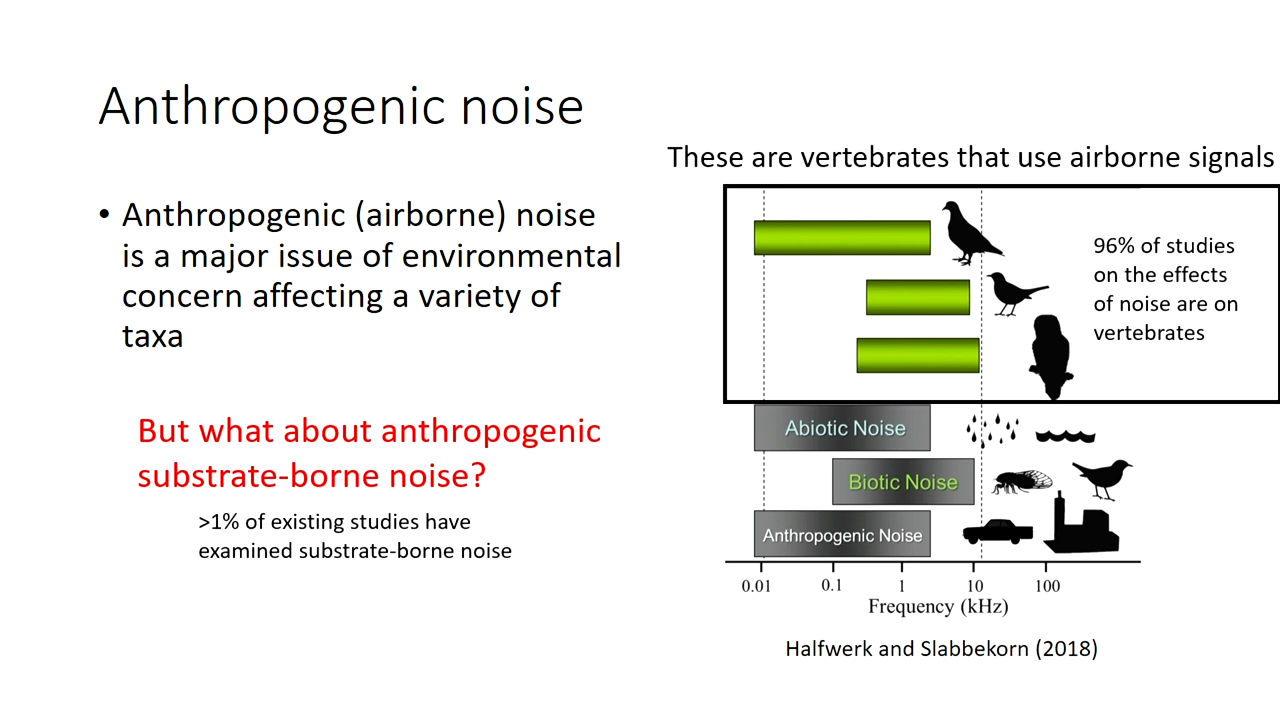 Anthropogenic noise
These are vertebrates that use airborne signals
• Anthropogenic (airborne) noise
is a major issue of environmental
concern affecting a variety of
taxa
But what about anthropogenic
substrate-borne noise?
>1% of existing studies have
examined substrate-borne noise
96% of studies
on the effects
of noise are on
vertebrates
Abiotic Noise
Biotic Noise
Anthropogenic Noise
0.01 0.1 1 10 100
Frequency (kHz)
Halfwerk and Slabbekorn (2018)